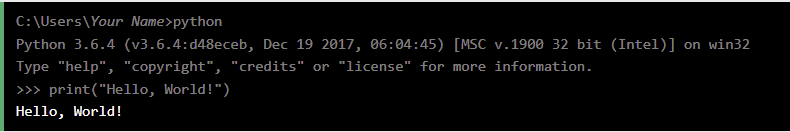 C:\Users\Your Name>python
Python 3.6.4 (v3.6.4:d48eceb, Dec 19 2017, 06:04:45) [MSC v.1900 32 bit (Intel)] on win32
Type "help", "copyright", "credits" or "license" for more information.
>>> print("Hello, World!")
Hello, World!